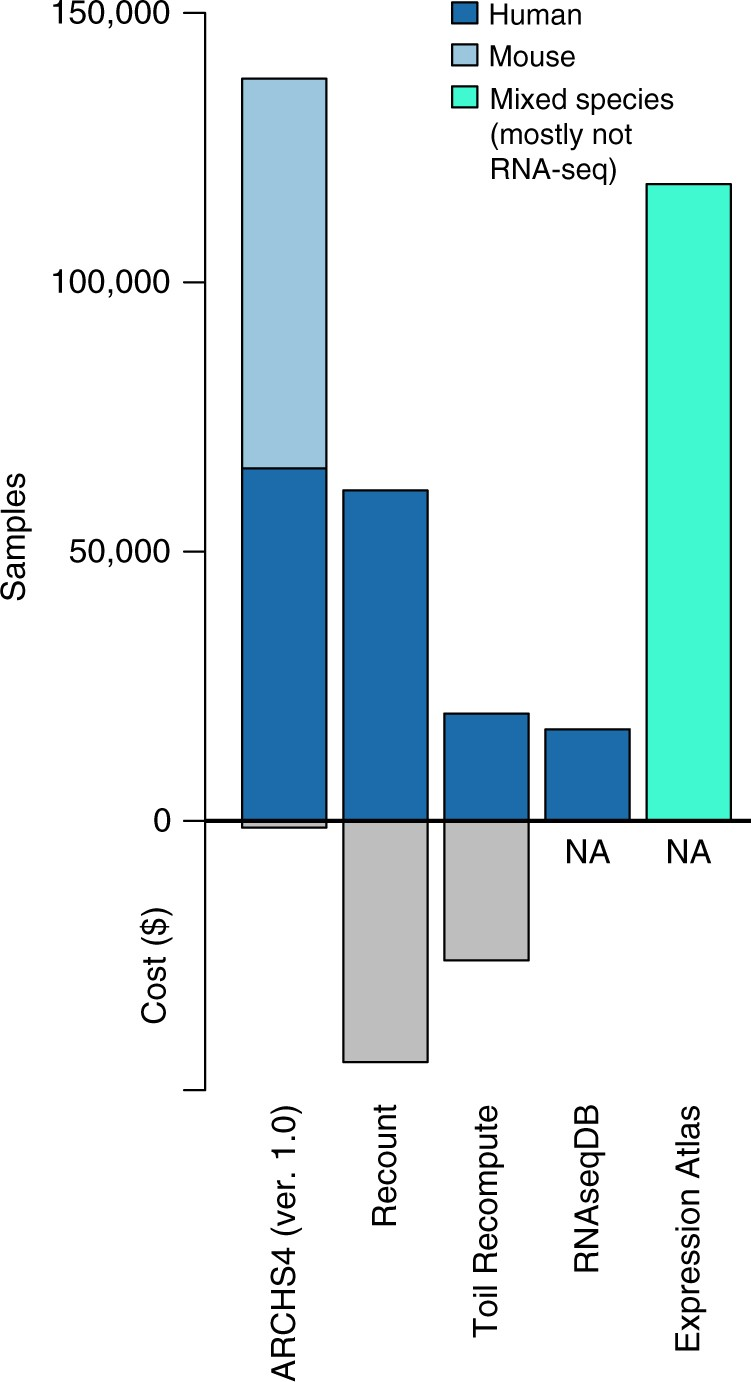 150,000
100,000
50,000
0
Samples
Cost ($)
Human
Mouse
Mixed species
(mostly not
RNA-seq)
NA
NA
ARCHS4 (ver. 1.0)
Recount
Toil Recompute
RNAseqDB
Expression Atlas